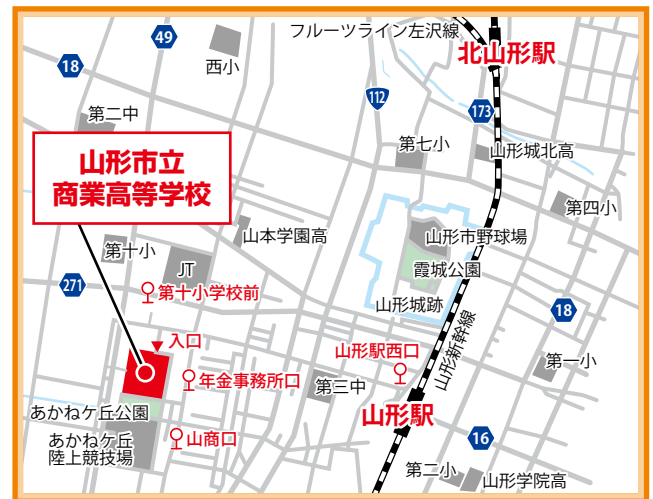 フルーツライン左沢線
49
北山形駅
西小
18
112
173
第二中
第七小
山形城北高
山形市立
商業高等学校
第四小
山本学園高
山形市野球場
第十小
JT
霞城公園
271
第十小学校前
山形城跡
18
入口
山形駅西口
山形新幹線
第一小
年金事務所口
第三中
あかねケ丘公園
山形駅
あかねケ丘
陸上競技場
山商口
16
第二小
山形学院高